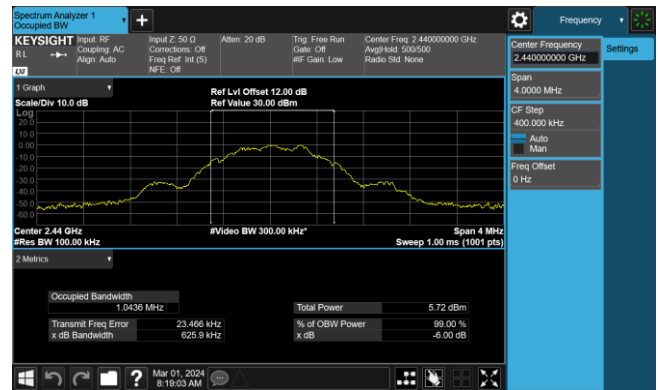 Spectrum Analyzer 1
Occupied BW
Frequency
KEYSIGHT
RL
Input: RF
Coupling: AC
Align: Auto
Input Z: 50 Ω
Corrections: Off
Freq Ref: Int (S)
NFE: Off
Atten: 20 dB
Trig: Free Run
Gate: Off
#IF Gain: Low
Center Freq: 2.440000000 GHz
Avg|Hold: 500/500
Radio Std: None
LXI
Center Frequency
2.440000000 GHz
Settings
Span
4.0000 MHz
CF Step
400.000 kHz
Auto
Man
Freq Offset
0 Hz
1 Graph
Scale/Div 10.0 dB
Ref Lvl Offset 12.00 dB
Ref Value 30.00 dBm
Log
20.0
10.0
0.00
-10.0
-20.0
-30.0
-40.0
-50.0
-60.0
Center 2.44 GHz
#Res BW 100.00 kHz
#Video BW 300.00 kHz*
Span 4 MHz
Sweep 1.00 ms (1001 pts)
2 Metrics
Occupied Bandwidth
1.0436 MHz
Total Power 5.72 dBm
Transmit Freq Error 23.466 kHz
% of OBW Power 99.00 %
x dB Bandwidth 625.9 kHz
x dB -6.00 dB
?
Mar 01, 2024
8:19:03 AM